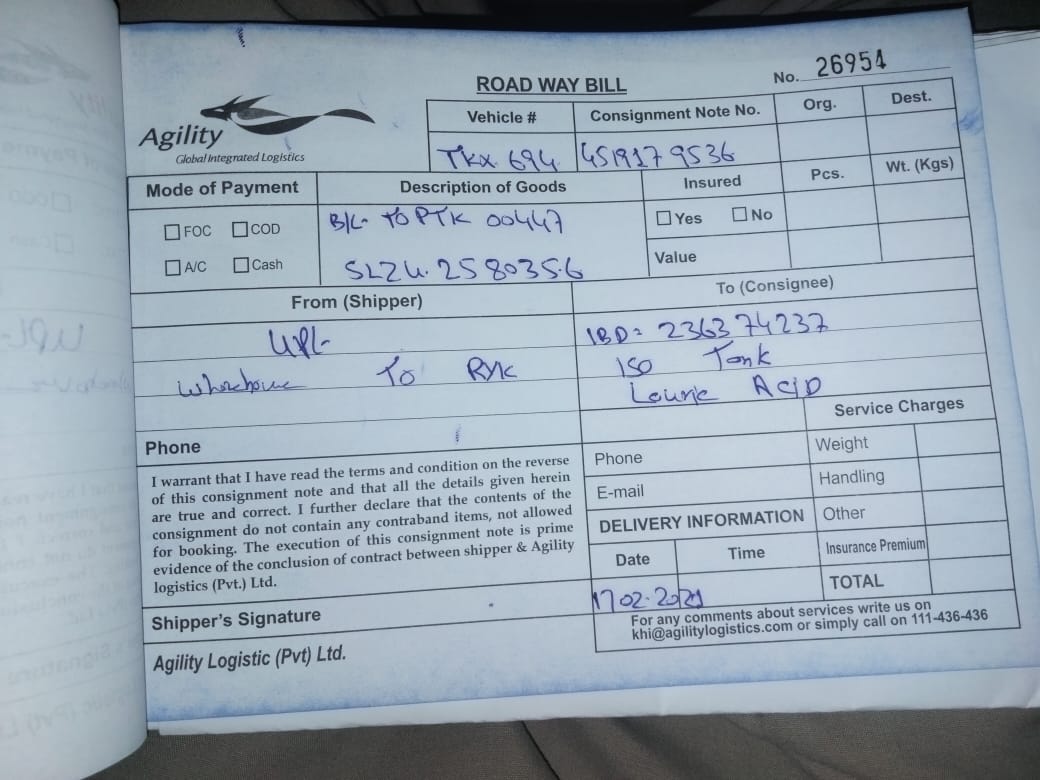 ROAD WAY BILL
No. 26954
Agility
Global Integrated Logistics
Vehicle #
Consignment Note No.
Org.
Dest.
TKX 694
4519179536
Mode of Payment
Description of Goods
Insured
Pcs.
Wt. (Kgs)
FOC COD
A/C Cash
B/L- TOPTK 00447
SLZU. 2580356
Yes No
Value
From (Shipper)
To (Consignee)
UPL
Whorehouse To RYK
IBD= 236374237
ISO Tank
Louric ACID
Phone
I warrant that I have read the terms and condition on the reverse
of this consignment note and that all the details given herein
are true and correct. I further declare that the contents of the
consignment do not contain any contraband items, not allowed
for booking. The execution of this consignment note is prime
evidence of the conclusion of contract between shipper & Agility
logistics (Pvt.) Ltd.
Phone
E-mail
Service Charges
Weight
Handling
Other
Insurance Premium
TOTAL
DELIVERY INFORMATION
Date Time
17 02-2021
Shipper's Signature
For any comments about services write us on
khi@agilitylogistics.com or simply call on 111-436-436
Agility Logistic (Pvt) Ltd.